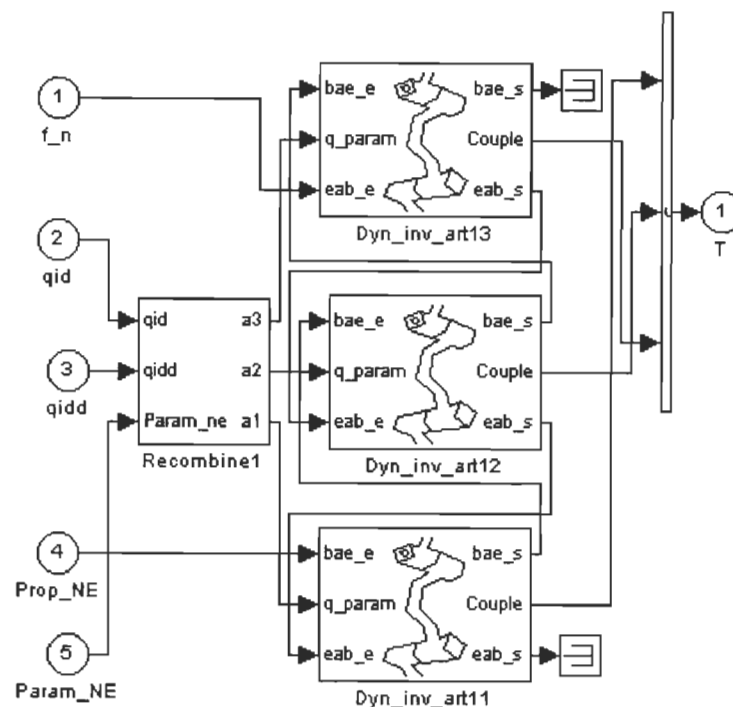 1
f_n
2
qid
3
qidd
4
Prop_NE
5
Param_NE
qid
qidd
Param_ne
a3
a2
a1
Recombine1
bae_e
q_param
eab_e
bae_s
Couple
eab_s
Dyn_inv_art13
bae_e
q_param
eab_e
bae_s
Couple
eab_s
Dyn_inv_art12
bae_e
q_param
eab_e
bae_s
Couple
eab_s
Dyn_inv_art11
1
T